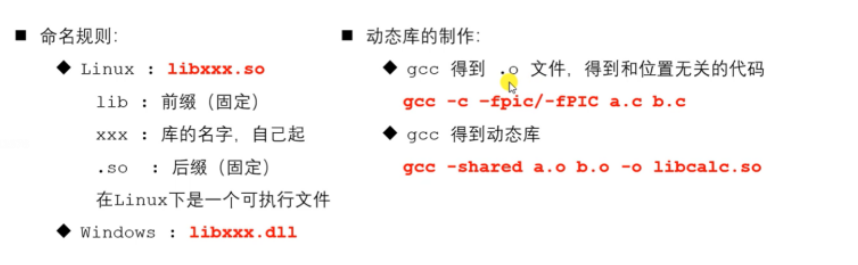 ■ 命名规则:
◆ Linux : libxxx.so
lib : 前缀（固定）
xxx : 库的名字，自己起
.so : 后缀（固定）
在Linux下是一个可执行文件
◆ Windows : libxxx.dll
■ 动态库的制作:
◆ gcc 得到 .o 文件，得到和位置无关的代码
gcc -c -fpic/-fPIC a.c b.c
◆ gcc 得到动态库
gcc -shared a.o b.o -o libcalc.so